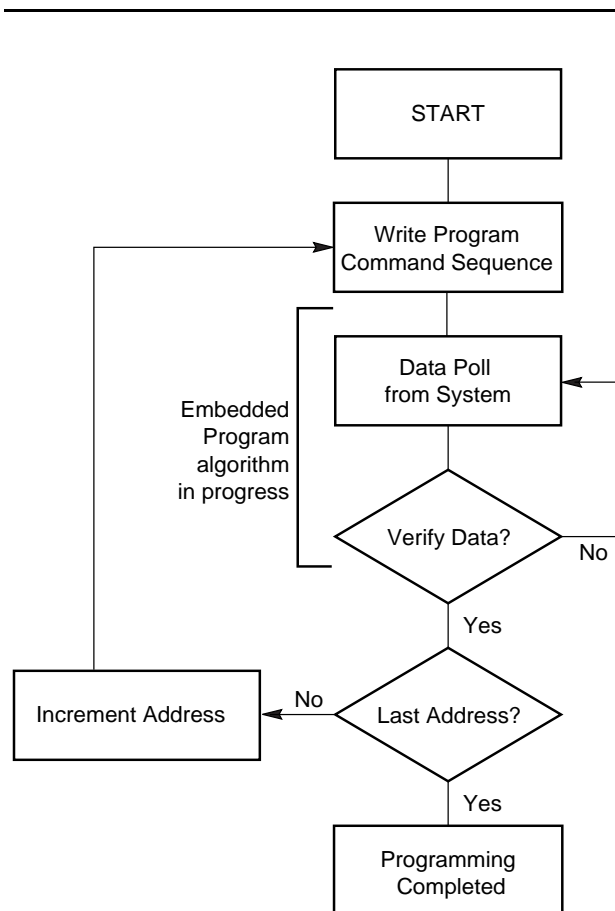 START
Write Program
Command Sequence
Data Poll
from System
Embedded
Program
algorithm
in progress
Verify Data?
No
Yes
Increment Address
No
Last Address?
Yes
Programming
Completed